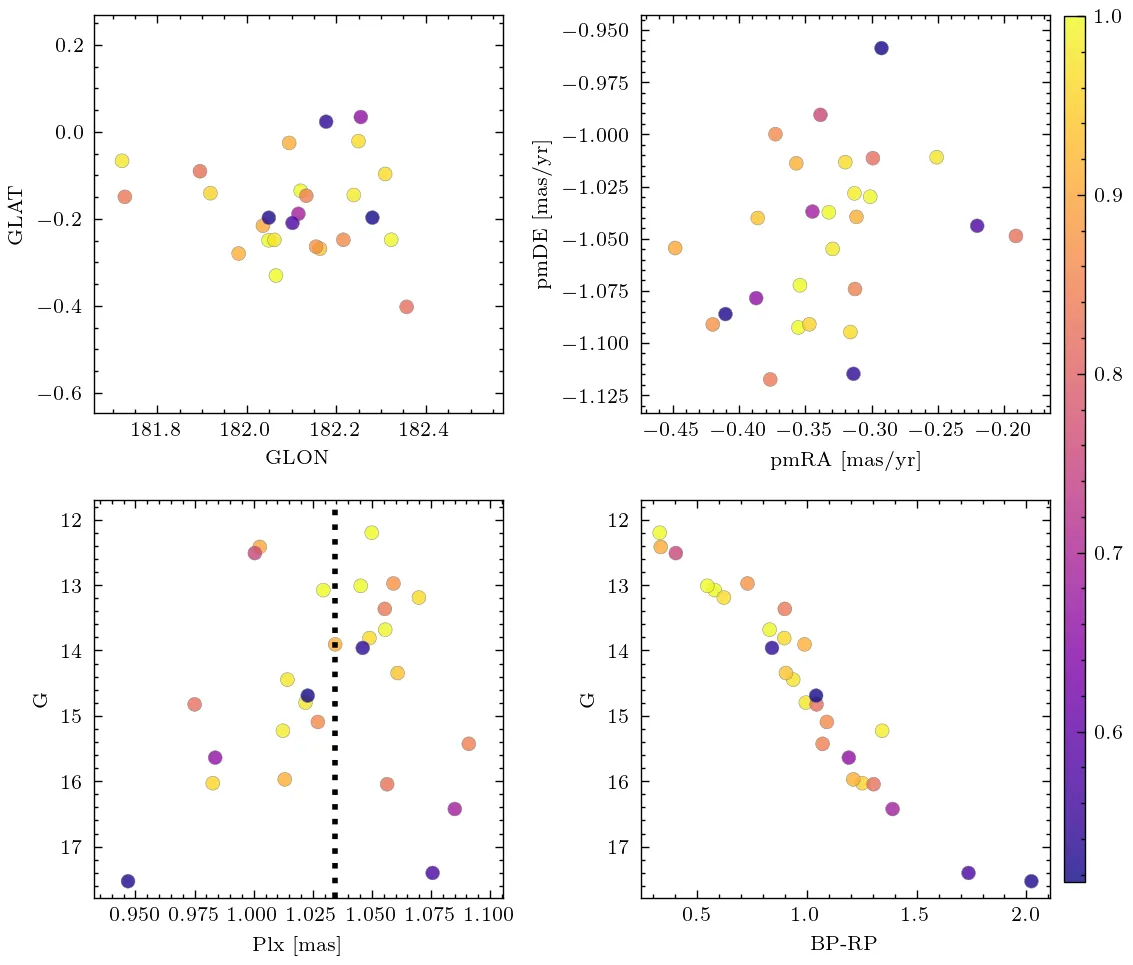 0.2
0.0
−0.2
−0.4
−0.6
GLAT
181.8 182.0 182.2 182.4
GLON
−0.950
−0.975
−1.000
−1.025
−1.050
−1.075
−1.100
−1.125
pmDE [mas/yr]
−0.45 −0.40 −0.35 −0.30 −0.25 −0.20
pmRA [mas/yr]
1.0
0.9
0.8
0.7
0.6
12
13
14
15
16
17
G
0.950 0.975 1.000 1.025 1.050 1.075 1.100
Plx [mas]
12
13
14
15
16
17
G
0.5 1.0 1.5 2.0
BP-RP